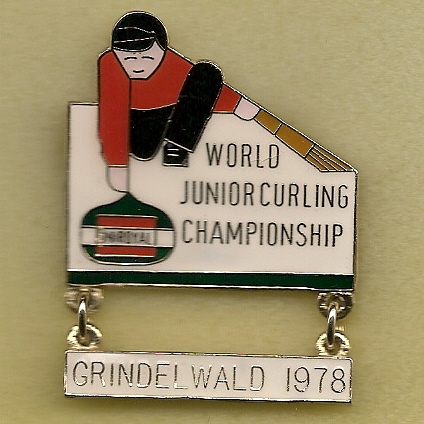 WORLD
JUNIOR CURLING
CHAMPIONSHIP
UNIROYAL
GRINDELWALD 1978